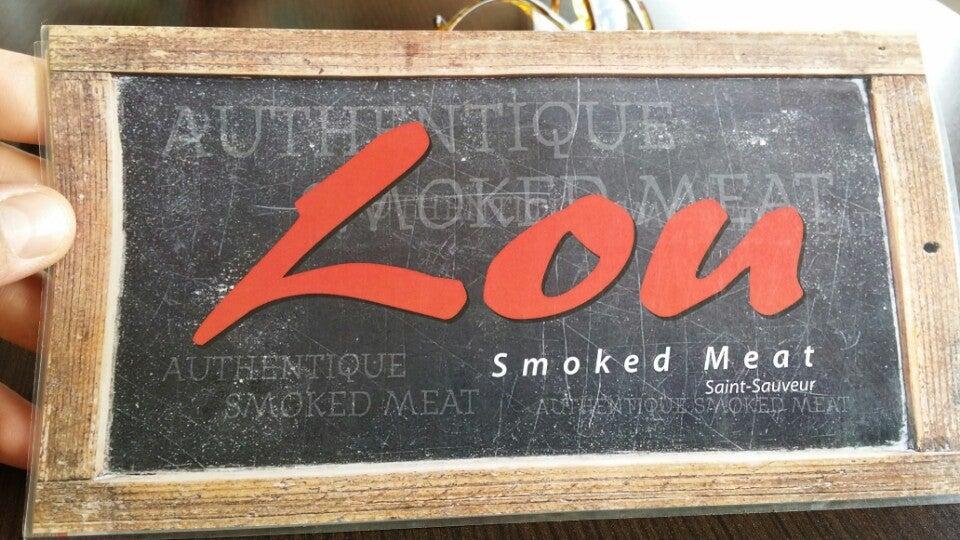 AUTHENTIQUE
SMOKED MEAT
Lou
Smoked Meat
Saint-Sauveur
AUTHENTIQUE
SMOKED MEAT
AUTHENTIQUE SMOKED MEAT